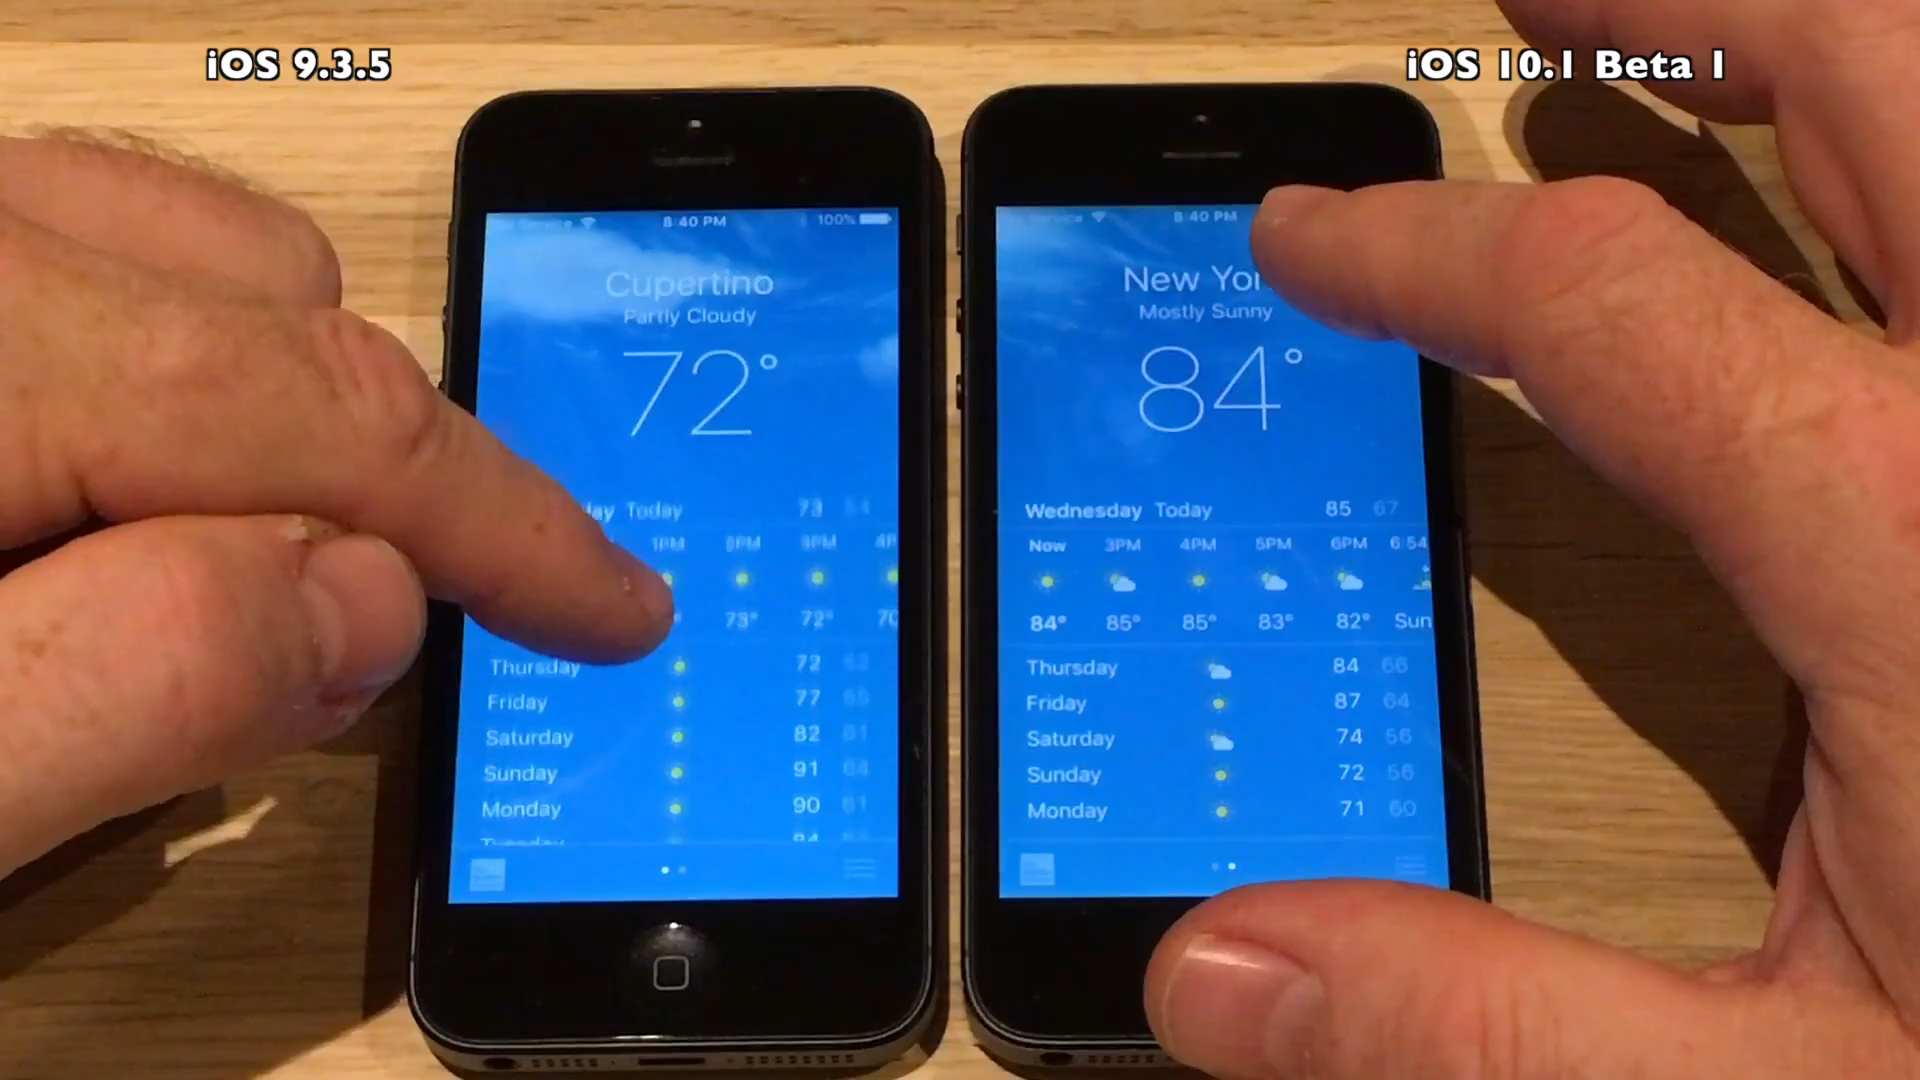 iOS 9.3.5
iOS 10.1 Beta 1
8:40 PM 100%
Cupertino
Partly Cloudy
72°
Today 73
1PM 2PM 3PM
73° 72°
Thursday 72
Friday 77
Saturday 82
Sunday 91
Monday 90
8:40 PM
Mostly Sunny
84°
Wednesday Today 85 67
Now 3PM 4PM 5PM 6PM 6:54
84° 85° 85° 83° 82° Sun
Thursday 84 66
Friday 87 64
Saturday 74 56
Sunday 72 56
Monday 71 60